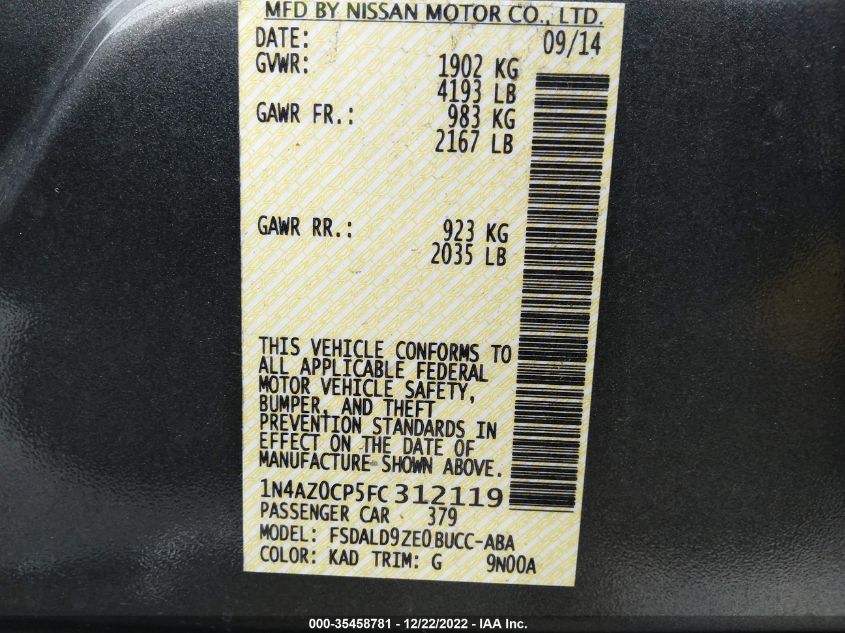 MFD BY NISSAN MOTOR CO., LTD.
DATE: 09/14
GVWR: 1902 KG
4193 LB
GAWR FR.: 983 KG
2167 LB
GAWR RR.: 923 KG
2035 LB
THIS VEHICLE CONFORMS TO
ALL APPLICABLE FEDERAL
MOTOR VEHICLE SAFETY,
BUMPER, AND THEFT
PREVENTION STANDARDS IN
EFFECT ON THE DATE OF
MANUFACTURE SHOWN ABOVE.
1N4AZ0CP5FC312119
PASSENGER CAR 379
MODEL: FSDALD9ZE0BUCC-ABA
COLOR: KAD TRIM: G 9N00A
000-35458781 - 12/22/2022 - IAA Inc.